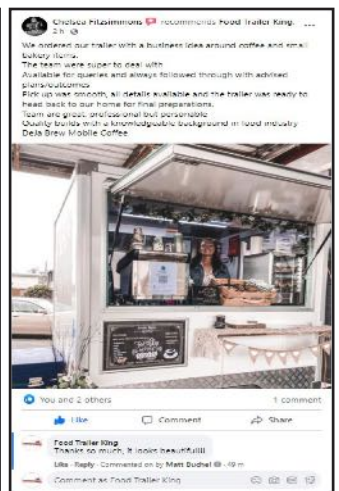 Chelsea Fitzsimmons recommends Food Trailer King.
2 h
We ordered our trailer with a business idea around coffee and small
bakery items.
The team were super to deal with
Available for queries and always followed through with advised
plans/outcomes
Pick up was smooth, all details available and the trailer was ready to
head back to our home for final preparations.
Team are great, professional but personable
Quality builds with a knowledgeable background in food industry
DeJa Brew Mobile Coffee
You and 2 others
1 comment
Like
Comment
Share
Food Trailer King
Thanks so much, it looks beautiful!!!
Like · Reply · Commented on by Matt Buchel · 49 m
Comment as Food Trailer King